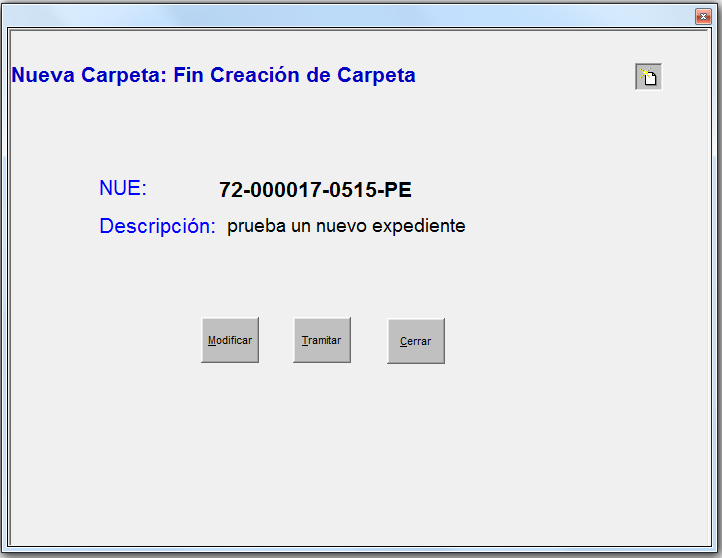 Nueva Carpeta: Fin Creación de Carpeta
NUE: 72-000017-0515-PE
Descripción: prueba un nuevo expediente
Modificar Tramitar Cerrar